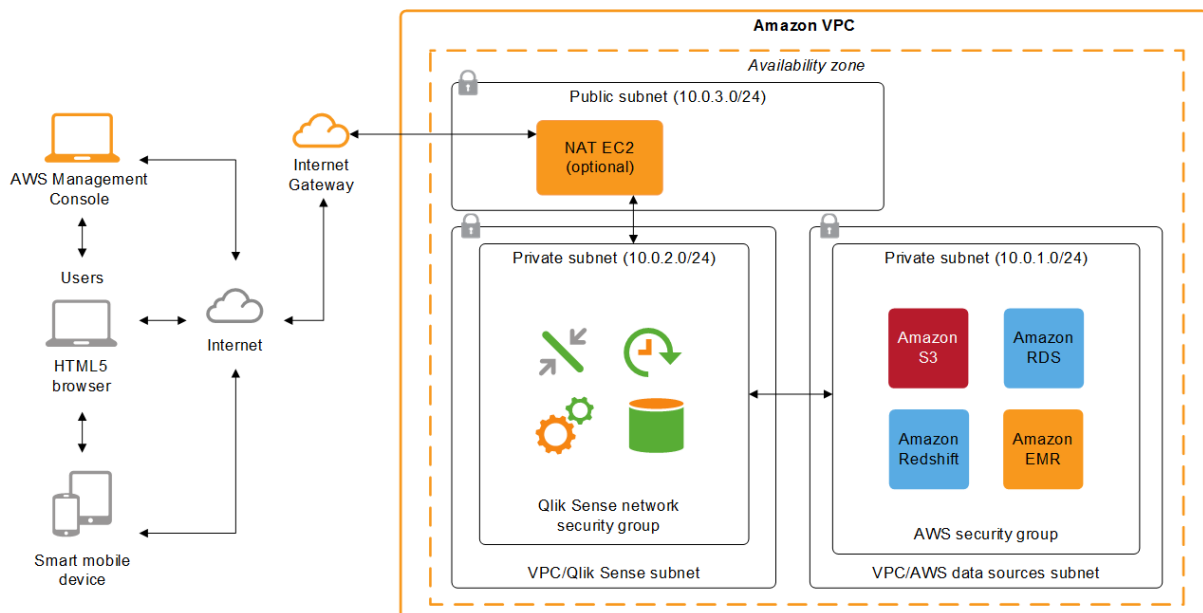 Amazon VPC
Availability zone
Public subnet (10.0.3.0/24)
NAT EC2
(optional)
Internet
Gateway
AWS Management
Console
Users
HTML5
browser
Internet
Smart mobile
device
Private subnet (10.0.2.0/24)
Qlik Sense network
security group
VPC/Qlik Sense subnet
Private subnet (10.0.1.0/24)
Amazon
S3
Amazon
RDS
Amazon
Redshift
Amazon
EMR
AWS security group
VPC/AWS data sources subnet